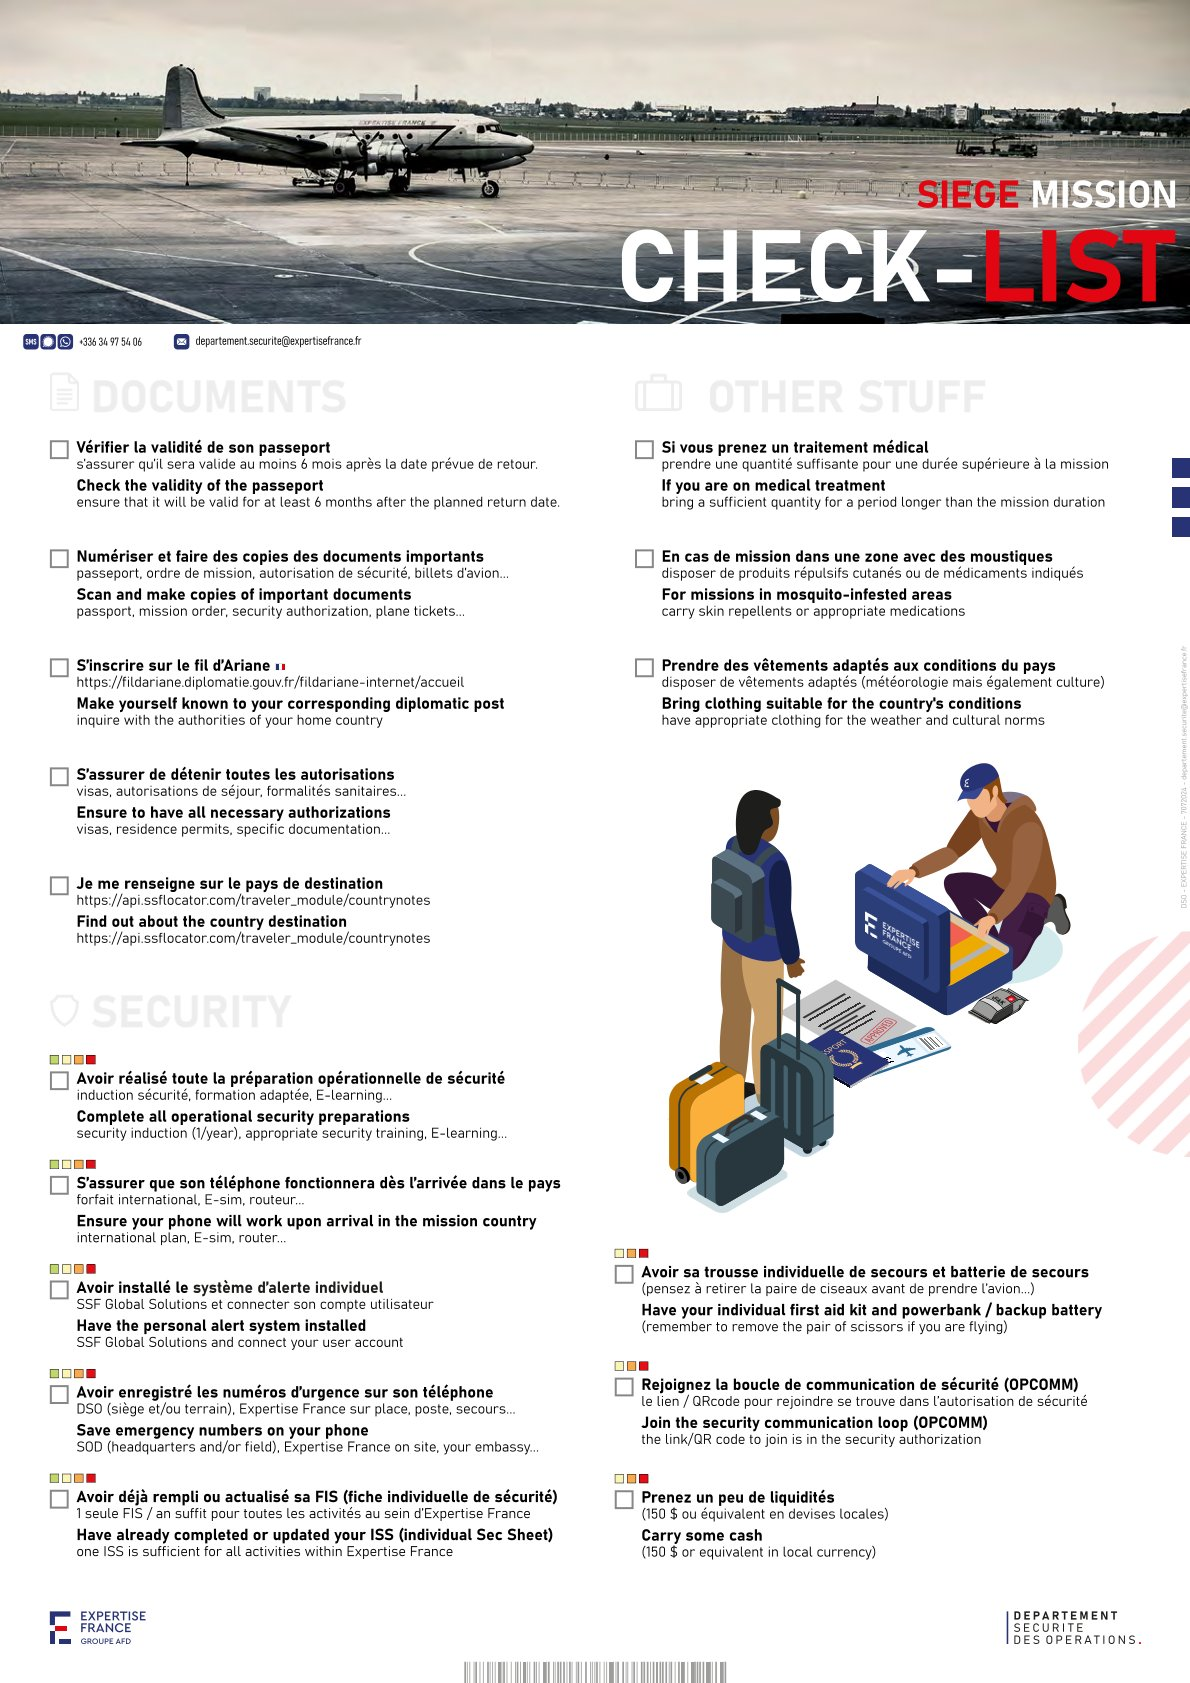 EXPERTISE FRANCE
SIEGE MISSION
CHECK-LIST
SMS
+336 34 97 54 06
departement.securite@expertisefrance.fr
DOCUMENTS
Vérifier la validité de son passeport
s'assurer qu'il sera valide au moins 6 mois après la date prévue de retour.
Check the validity of the passeport
ensure that it will be valid for at least 6 months after the planned return date.
Numériser et faire des copies des documents importants
passeport, ordre de mission, autorisation de sécurité, billets d'avion...
Scan and make copies of important documents
passport, mission order, security authorization, plane tickets...
S'inscrire sur le fil d'Ariane
https://fildariane.diplomatie.gouv.fr/fildariane-internet/accueil
Make yourself known to your corresponding diplomatic post
inquire with the authorities of your home country
S'assurer de détenir toutes les autorisations
visas, autorisations de séjour, formalités sanitaires...
Ensure to have all necessary authorizations
visas, residence permits, specific documentation...
Je me renseigne sur le pays de destination
https://api.ssflocator.com/traveler_module/countrynotes
Find out about the country destination
https://api.ssflocator.com/traveler_module/countrynotes
OTHER STUFF
Si vous prenez un traitement médical
prendre une quantité suffisante pour une durée supérieure à la mission
If you are on medical treatment
bring a sufficient quantity for a period longer than the mission duration
En cas de mission dans une zone avec des moustiques
disposer de produits répulsifs cutanés ou de médicaments indiqués
For missions in mosquito-infested areas
carry skin repellents or appropriate medications
Prendre des vêtements adaptés aux conditions du pays
disposer de vêtements adaptés (météorologie mais également culture)
Bring clothing suitable for the country's conditions
have appropriate clothing for the weather and cultural norms
EXPERTISE
FRANCE
GROUPE AFD
APPROVED
DSO - EXPERTISE FRANCE - 7072024 - departement.securite@expertisefrance.fr
SECURITY
Avoir réalisé toute la préparation opérationnelle de sécurité
induction sécurité, formation adaptée, E-learning...
Complete all operational security preparations
security induction (1/year), appropriate security training, E-learning...
S'assurer que son téléphone fonctionnera dès l'arrivée dans le pays
forfait international, E-sim, routeur...
Ensure your phone will work upon arrival in the mission country
international plan, E-sim, router...
Avoir installé le système d'alerte individuel
SSF Global Solutions et connecter son compte utilisateur
Have the personal alert system installed
SSF Global Solutions and connect your user account
Avoir enregistré les numéros d'urgence sur son téléphone
DSO (siège et/ou terrain), Expertise France sur place, poste, secours...
Save emergency numbers on your phone
SOD (headquarters and/or field), Expertise France on site, your embassy...
Avoir déjà rempli ou actualisé sa FIS (fiche individuelle de sécurité)
1 seule FIS / an suffit pour toutes les activités au sein d'Expertise France
Have already completed or updated your ISS (individual Sec Sheet)
one ISS is sufficient for all activities within Expertise France
Avoir sa trousse individuelle de secours et batterie de secours
(pensez à retirer la paire de ciseaux avant de prendre l'avion...)
Have your individual first aid kit and powerbank / backup battery
(remember to remove the pair of scissors if you are flying)
Rejoignez la boucle de communication de sécurité (OPCOMM)
le lien / QRcode pour rejoindre se trouve dans l'autorisation de sécurité
Join the security communication loop (OPCOMM)
the link/QR code to join is in the security authorization
Prenez un peu de liquidités
(150 $ ou équivalent en devises locales)
Carry some cash
(150 $ or equivalent in local currency)
EXPERTISE
FRANCE
GROUPE AFD
DEPARTEMENT
SECURITE
DES OPERATIONS.